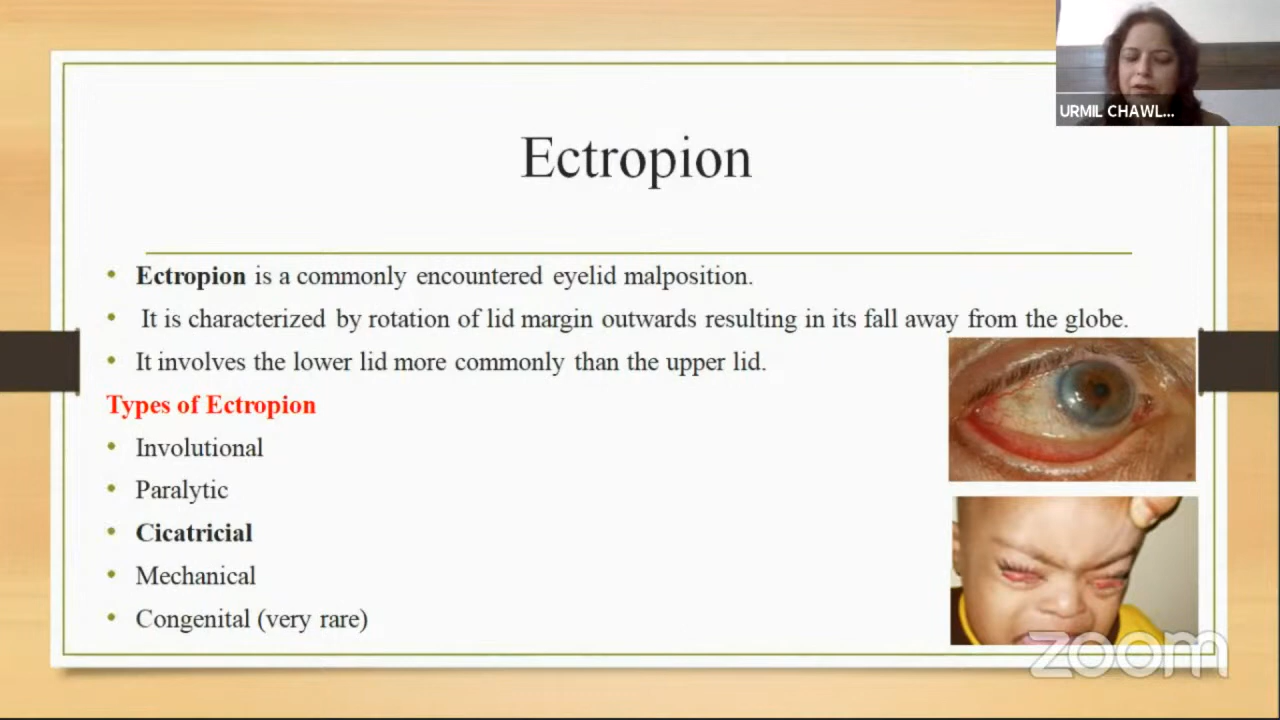 URMIL CHAWL...
Ectropion
• Ectropion is a commonly encountered eyelid malposition.
• It is characterized by rotation of lid margin outwards resulting in its fall away from the globe.
• It involves the lower lid more commonly than the upper lid.
Types of Ectropion
• Involutional
• Paralytic
• Cicatricial
• Mechanical
• Congenital (very rare)
zoom